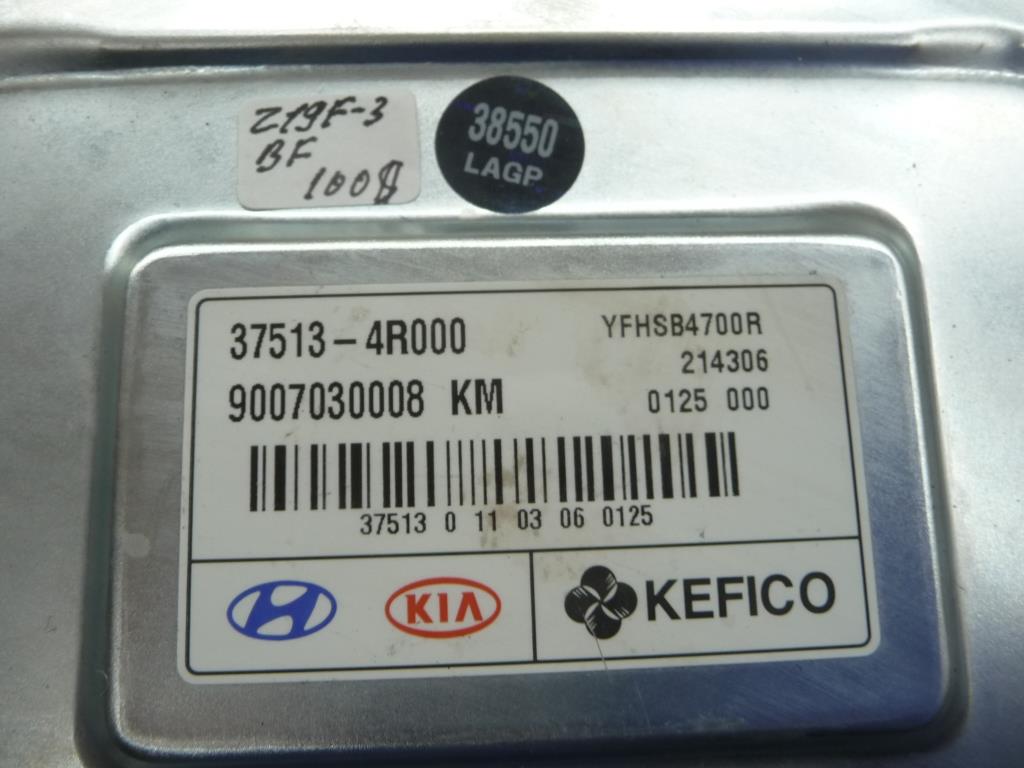 Z19F-3
BF
100$
38550
LAGP
37513-4R000
YFHSB4700R
214306
9007030008 KM
0125 000
37513 0 11 03 06 0125
KIA
KEFICO